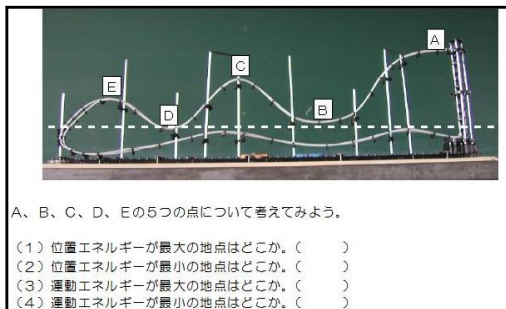 A
C
E
B
D
A、B、C、D、Eの5つの点について考えてみよう。
(1)位置エネルギーが最大の地点はどこか。(　　　)
(2)位置エネルギーが最小の地点はどこか。(　　　)
(3)運動エネルギーが最大の地点はどこか。(　　　)
(4)運動エネルギーが最小の地点はどこか。(　　　)